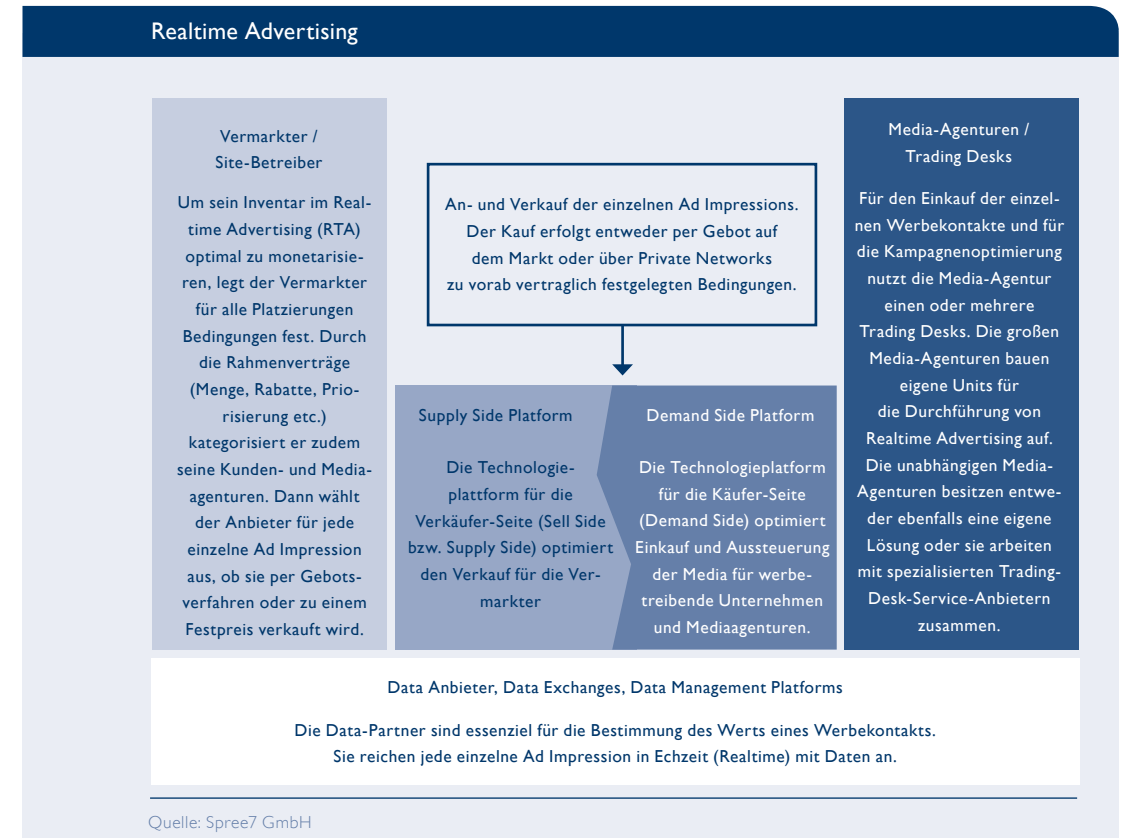 Realtime Advertising
Vermarkter /
Site-Betreiber
Um sein Inventar im Real-
time Advertising (RTA)
optimal zu monetarisie-
ren, legt der Vermarkter
für alle Platzierungen
Bedingungen fest. Durch
die Rahmenverträge
(Menge, Rabatte, Prio-
risierung etc.)
kategorisiert er zudem
seine Kunden- und Media-
agenturen. Dann wählt
der Anbieter für jede
einzelne Ad Impression
aus, ob sie per Gebots-
verfahren oder zu einem
Festpreis verkauft wird.
An- und Verkauf der einzelnen Ad Impressions.
Der Kauf erfolgt entweder per Gebot auf
dem Markt oder über Private Networks
zu vorab vertraglich festgelegten Bedingungen.
Supply Side Platform
Die Technologie-
plattform für die
Verkäufer-Seite (Sell Side
bzw. Supply Side) optimiert
den Verkauf für die Ver-
markter
Demand Side Platform
Die Technologieplatform
für die Käufer-Seite
(Demand Side) optimiert
Einkauf und Aussteuerung
der Media für werbe-
treibende Unternehmen
und Mediaagenturen.
Media-Agenturen /
Trading Desks
Für den Einkauf der einzel-
nen Werbekontakte und für
die Kampagnenoptimierung
nutzt die Media-Agentur
einen oder mehrere
Trading Desks. Die großen
Media-Agenturen bauen
eigene Units für
die Durchführung von
Realtime Advertising auf.
Die unabhängigen Media-
Agenturen besitzen entwe-
der ebenfalls eine eigene
Lösung oder sie arbeiten
mit spezialisierten Trading-
Desk-Service-Anbietern
zusammen.
Data Anbieter, Data Exchanges, Data Management Platforms
Die Data-Partner sind essenziel für die Bestimmung des Werts eines Werbekontakts.
Sie reichen jede einzelne Ad Impression in Echzeit (Realtime) mit Daten an.
Quelle: Spree7 GmbH